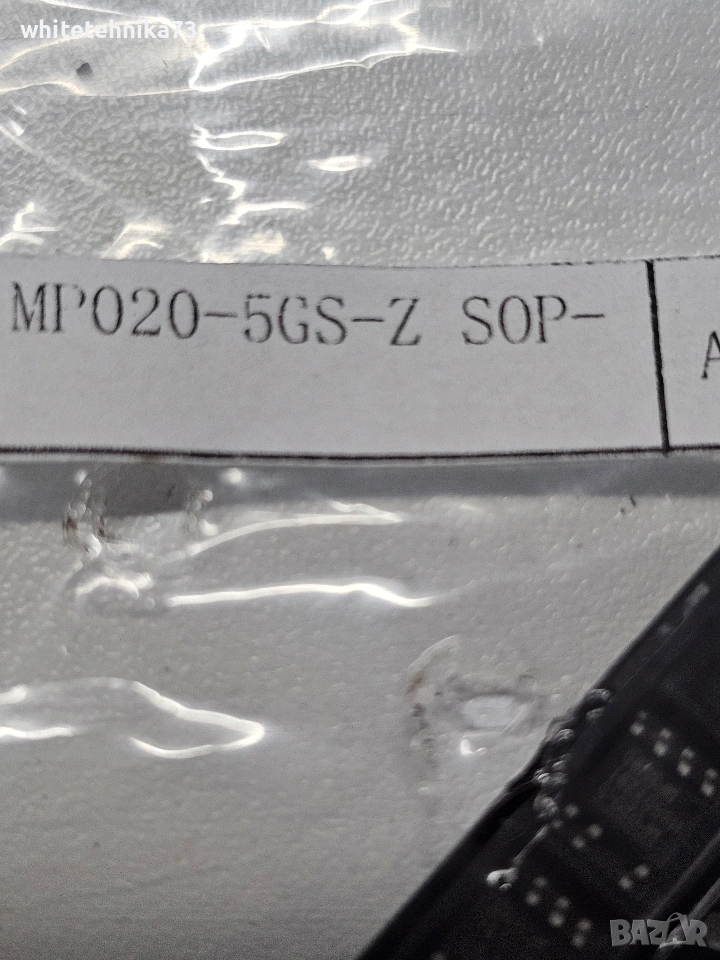 whitetehnika73
MP020-5GS-Z SOP-
A
BAZAR